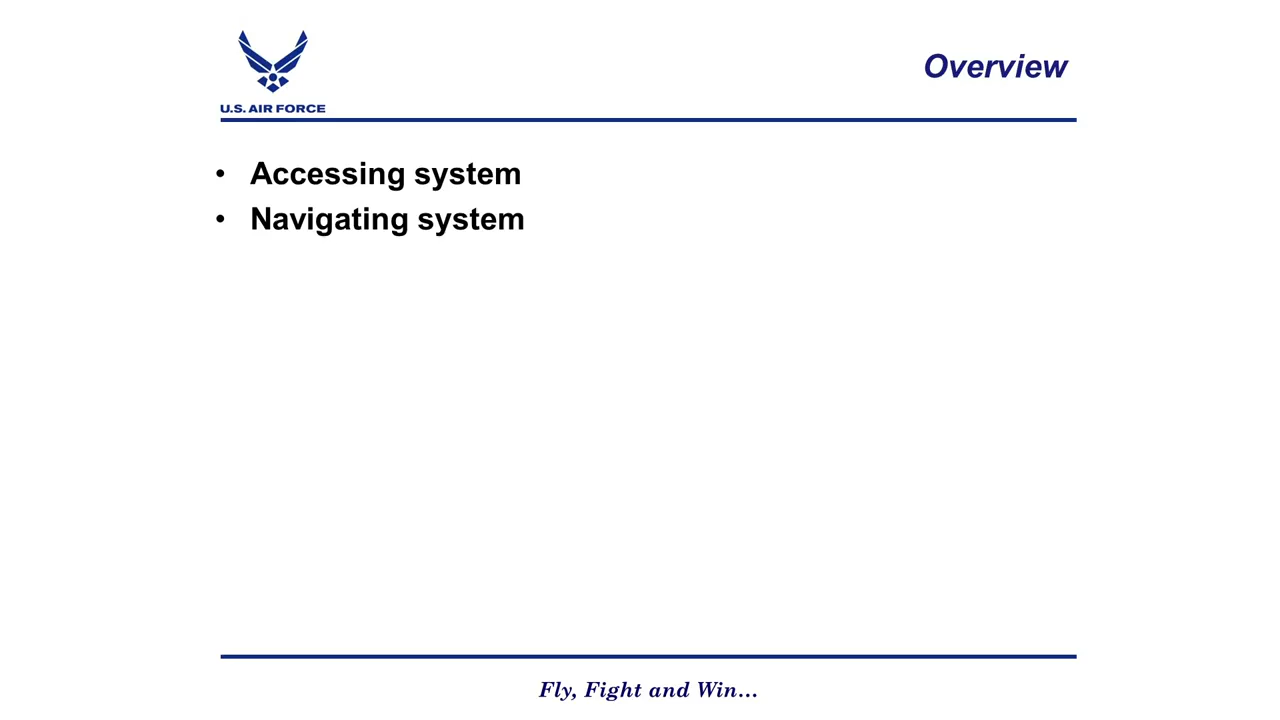 U.S. AIR FORCE
Overview
• Accessing system
• Navigating system
Fly, Fight and Win...